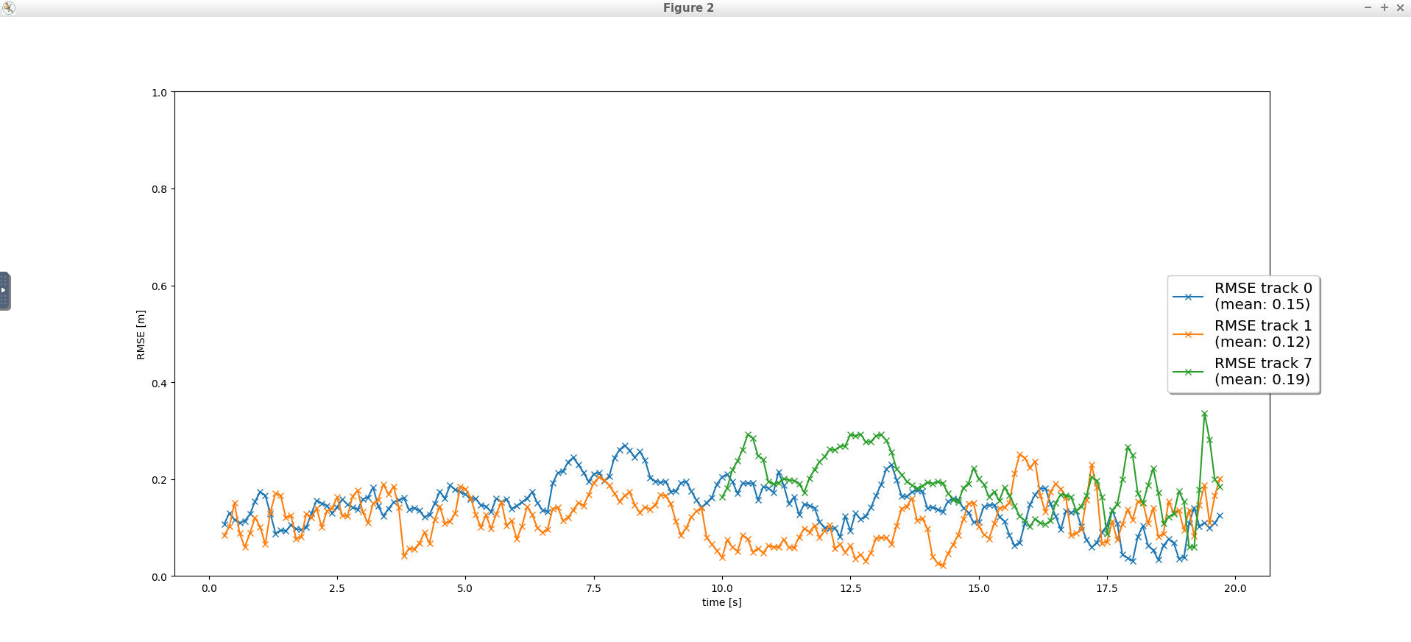 Figure 2
1.0
0.8
0.6
0.4
0.2
0.0
RMSE [m]
RMSE track 0
(mean: 0.15)
RMSE track 1
(mean: 0.12)
RMSE track 7
(mean: 0.19)
0.0 2.5 5.0 7.5 10.0 12.5 15.0 17.5 20.0
time [s]